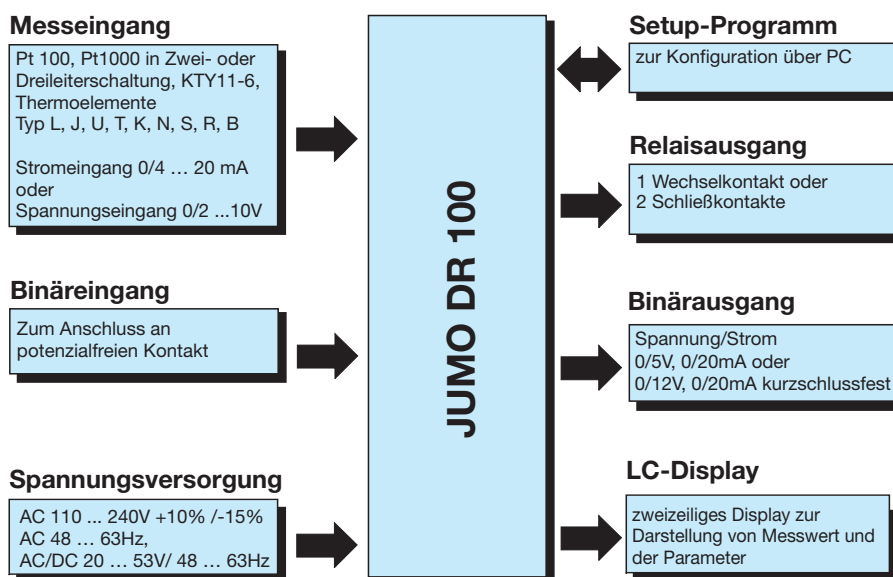 Messeingang
Pt 100, Pt1000 in Zwei- oder
Dreileiterschaltung, KTY11-6,
Thermoelemente
Typ L, J, U, T, K, N, S, R, B
Stromeingang 0/4 … 20 mA
oder
Spannungseingang 0/2 ...10V
Binäreingang
Zum Anschluss an
potenzialfreien Kontakt
Spannungsversorgung
AC 110 ... 240V +10% /-15%
AC 48 … 63Hz,
AC/DC 20 … 53V/ 48 … 63Hz
JUMO DR 100
Setup-Programm
zur Konfiguration über PC
Relaisausgang
1 Wechselkontakt oder
2 Schließkontakte
Binärausgang
Spannung/Strom
0/5V, 0/20mA oder
0/12V, 0/20mA kurzschlussfest
LC-Display
zweizeiliges Display zur
Darstellung von Messwert und
der Parameter